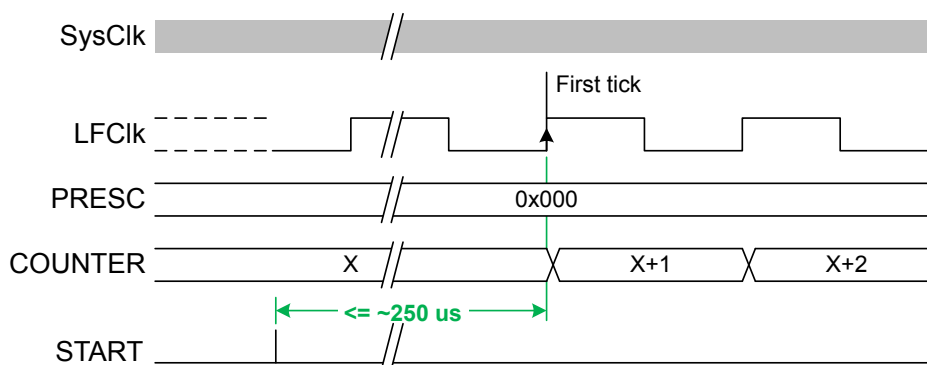 SysClk
First tick
LFClk
PRESC
0x000
COUNTER
X
X+1
X+2
<= ~250 us
START